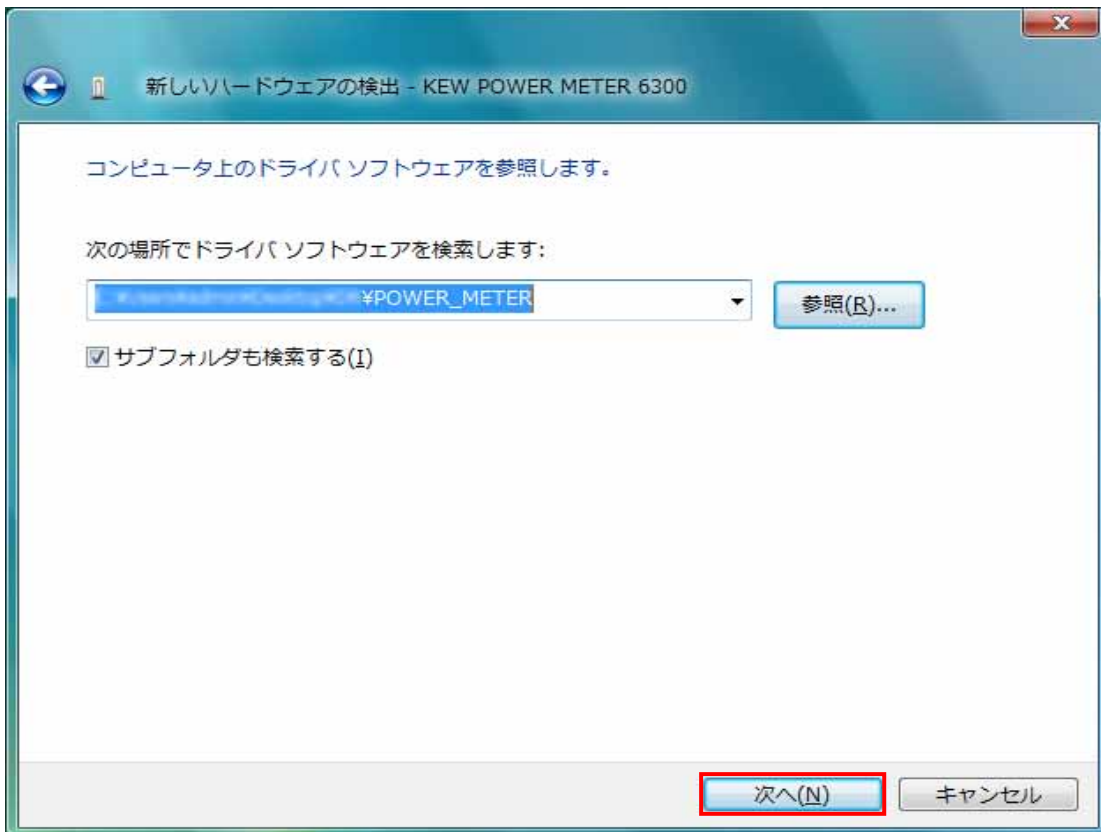 新しいハードウェアの検出 - KEW POWER METER 6300
コンピュータ上のドライバ ソフトウェアを参照します。
次の場所でドライバ ソフトウェアを検索します:
¥POWER_METER
参照(R)...
サブフォルダも検索する(I)
次へ(N)
キャンセル